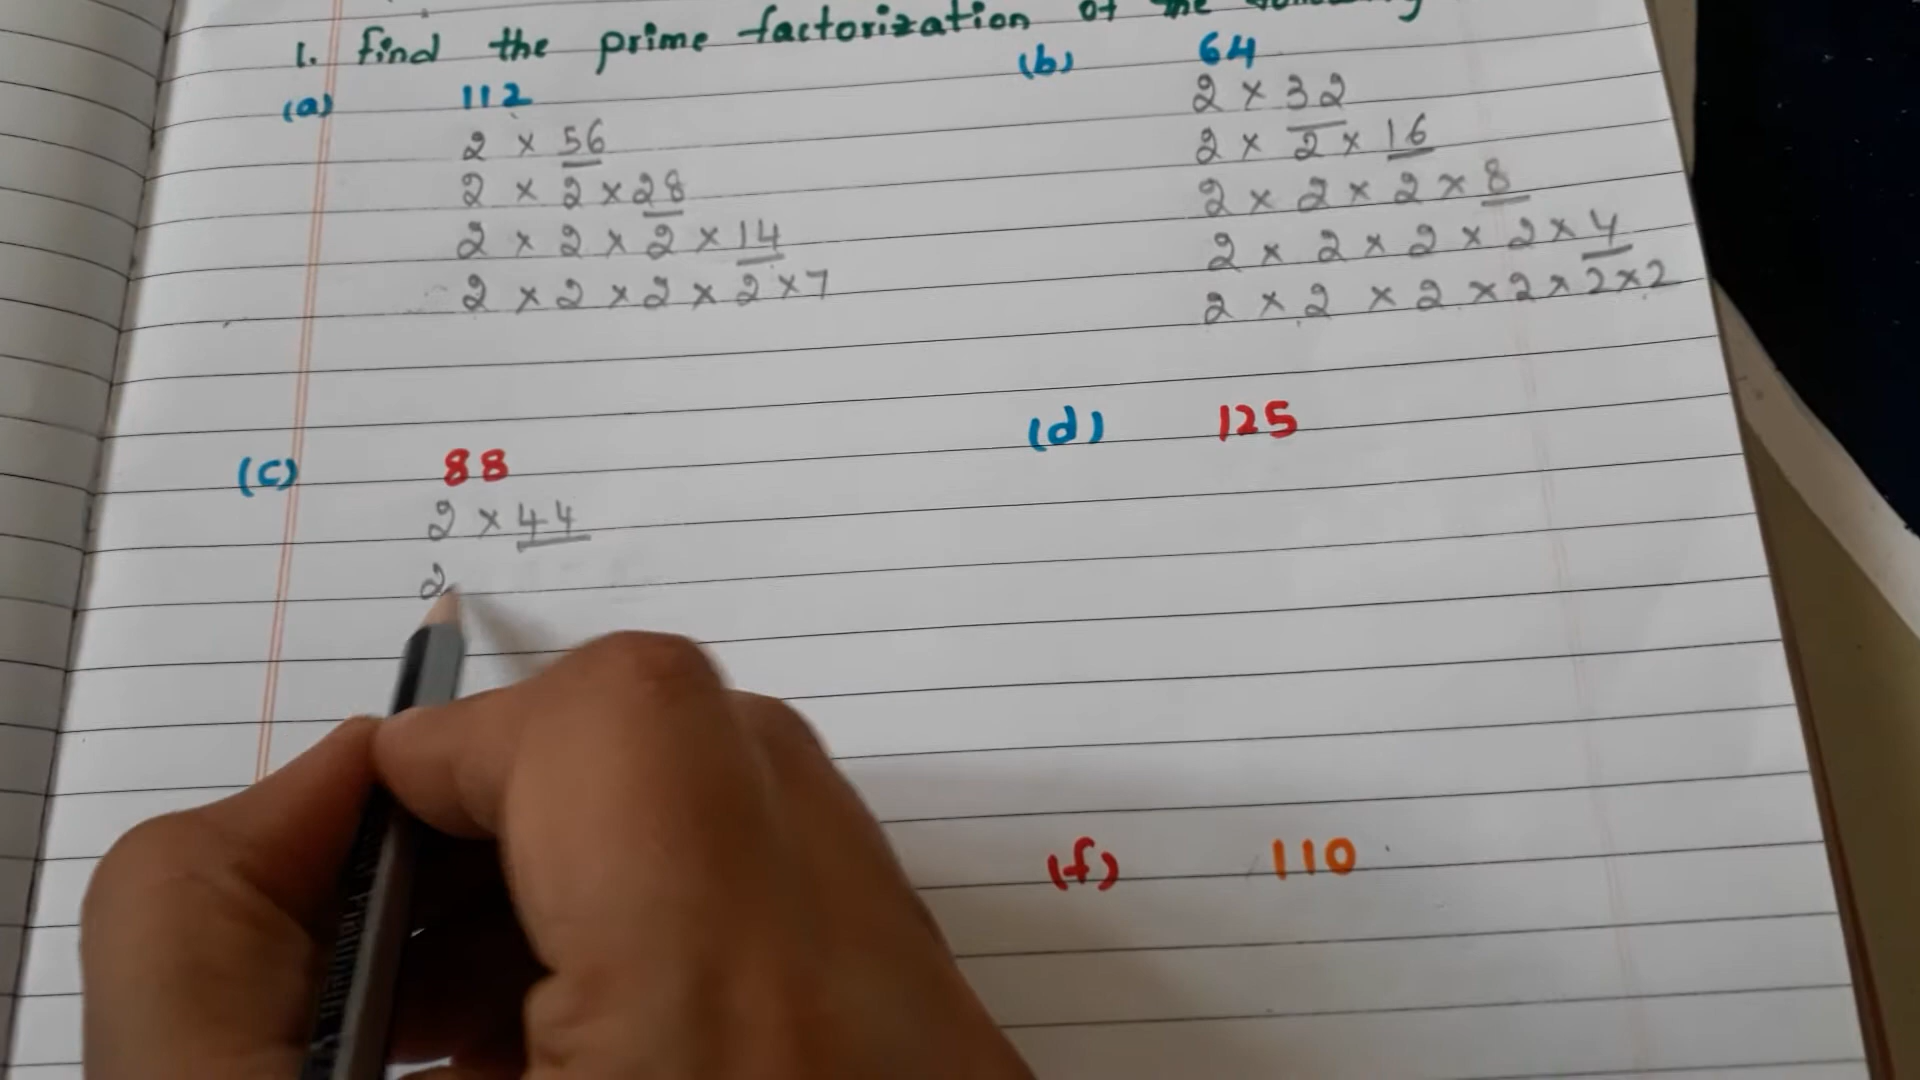 1. find the prime factorization of the
(a) 112
2 × 56
2 × 2 × 28
2 × 2 × 2 × 14
2 × 2 × 2 × 2 × 7
(b) 64
2 × 32
2 × 2 × 16
2 × 2 × 2 × 8
2 × 2 × 2 × 2 × 4
2 × 2 × 2 × 2 × 2 × 2
(c) 88
2 × 44
2
(d) 125
(f) 110